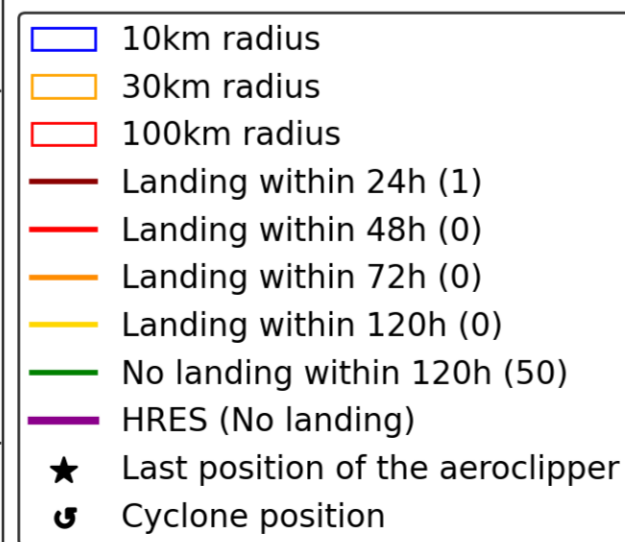 10km radius
30km radius
100km radius
Landing within 24h (1)
Landing within 48h (0)
Landing within 72h (0)
Landing within 120h (0)
No landing within 120h (50)
HRES (No landing)
Last position of the aeroclipper
Cyclone position